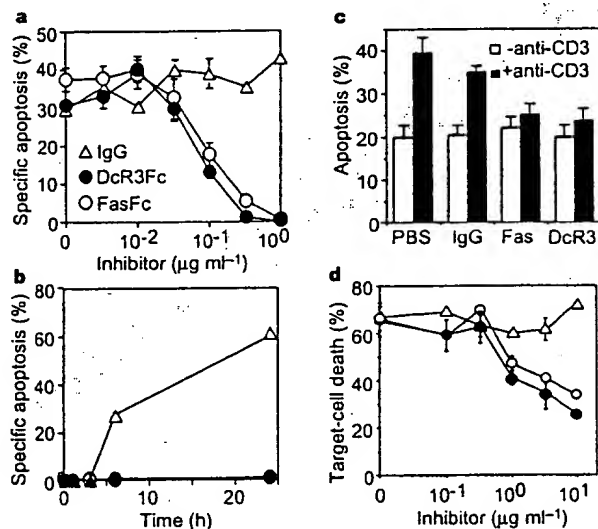 a
Specific apoptosis (%)
50
40
30
20
10
0
IgG
DcR3Fc
FasFc
0 10-2 10-1 100
Inhibitor (µg ml–1)
b
Specific apoptosis (%)
80
60
40
20
0
0 10 20
Time (h)
c
Apoptosis (%)
40
30
20
10
0
-anti-CD3
+anti-CD3
PBS IgG Fas DcR3
d
Target-cell death (%)
80
60
40
20
0
0 10-1 100 101
Inhibitor (µg ml–1)